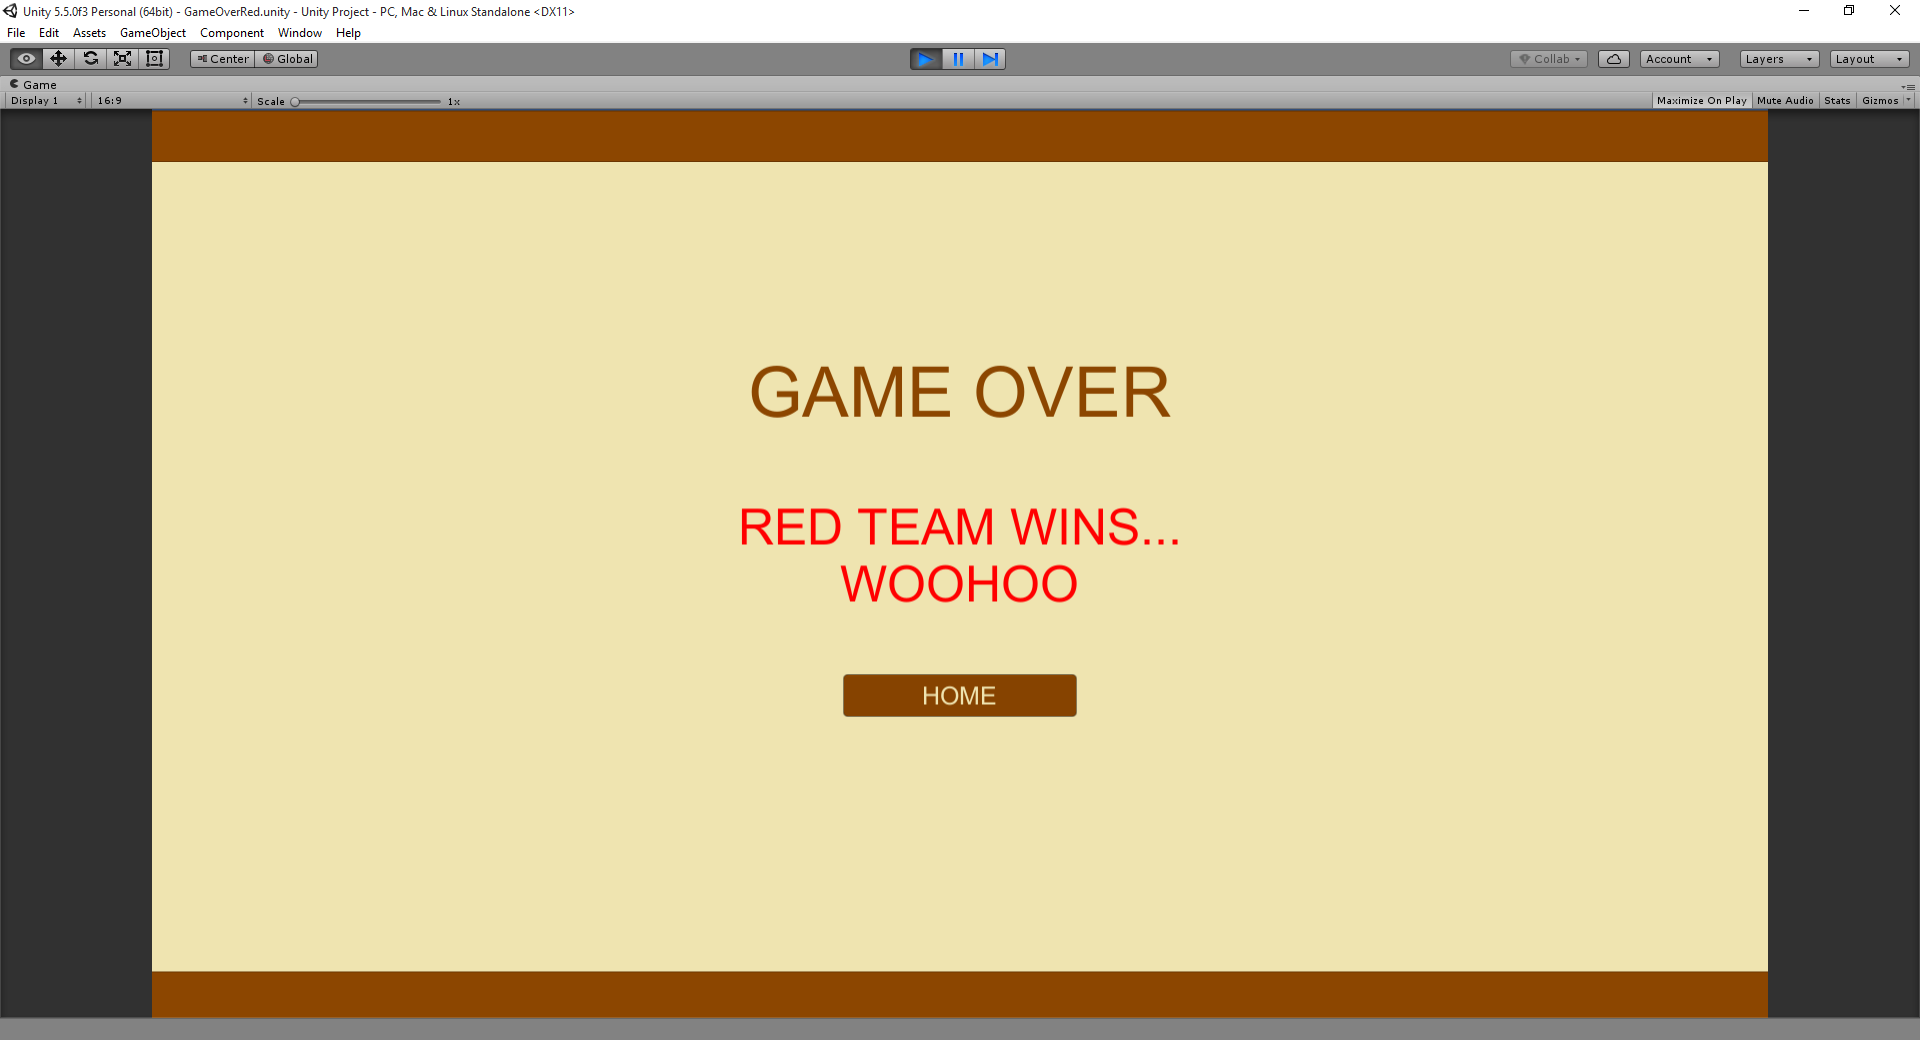 Unity 5.5.0f3 Personal (64bit) - GameOverRed.unity - Unity Project - PC, Mac & Linux Standalone <DX11>
File Edit Assets GameObject Component Window Help
Center Global Collab Account Layers Layout
Game
Display 1 16:9 Scale 1x Maximize On Play Mute Audio Stats Gizmos
GAME OVER
RED TEAM WINS...
WOOHOO
HOME